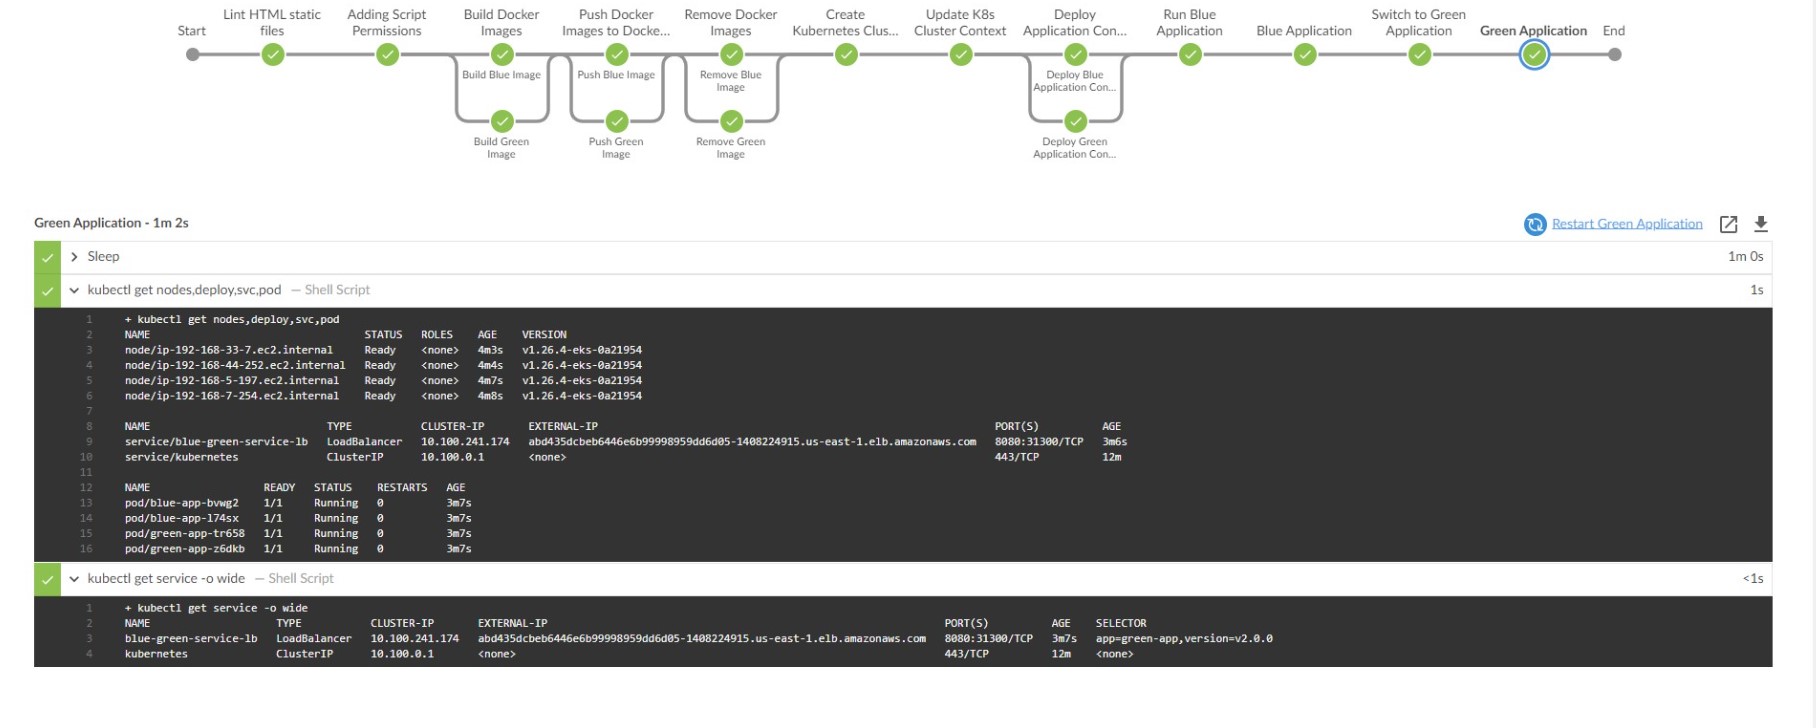 Start
Lint HTML static
files
Adding Script
Permissions
Build Docker
Images
Push Docker
Images to Docke...
Remove Docker
Images
Create
Kubernetes Clus...
Update K8s
Cluster Context
Deploy
Application Con...
Run Blue
Application
Blue Application
Switch to Green
Application
Green Application
End
Build Blue Image
Push Blue Image
Remove Blue
Image
Deploy Blue
Application Con...
Build Green
Image
Push Green
Image
Remove Green
Image
Deploy Green
Application Con...
Green Application - 1m 2s
Restart Green Application
Sleep 1m 0s
kubectl get nodes,deploy,svc,pod — Shell Script 1s
1 + kubectl get nodes,deploy,svc,pod
2 NAME STATUS ROLES AGE VERSION
3 node/ip-192-168-33-7.ec2.internal Ready <none> 4m3s v1.26.4-eks-0a21954
4 node/ip-192-168-44-252.ec2.internal Ready <none> 4m4s v1.26.4-eks-0a21954
5 node/ip-192-168-5-197.ec2.internal Ready <none> 4m7s v1.26.4-eks-0a21954
6 node/ip-192-168-7-254.ec2.internal Ready <none> 4m8s v1.26.4-eks-0a21954
7
8 NAME TYPE CLUSTER-IP EXTERNAL-IP PORT(S) AGE
9 service/blue-green-service-lb LoadBalancer 10.100.241.174 abd435dcbeb6446e6b99998959dd6d05-1408224915.us-east-1.elb.amazonaws.com 8080:31300/TCP 3m6s
10 service/kubernetes ClusterIP 10.100.0.1 <none> 443/TCP 12m
11
12 NAME READY STATUS RESTARTS AGE
13 pod/blue-app-bvwg2 1/1 Running 0 3m7s
14 pod/blue-app-l74sx 1/1 Running 0 3m7s
15 pod/green-app-tr658 1/1 Running 0 3m7s
16 pod/green-app-z6dkb 1/1 Running 0 3m7s
kubectl get service -o wide — Shell Script <1s
1 + kubectl get service -o wide
2 NAME TYPE CLUSTER-IP EXTERNAL-IP PORT(S) AGE SELECTOR
3 blue-green-service-lb LoadBalancer 10.100.241.174 abd435dcbeb6446e6b99998959dd6d05-1408224915.us-east-1.elb.amazonaws.com 8080:31300/TCP 3m7s app=green-app,version=v2.0.0
4 kubernetes ClusterIP 10.100.0.1 <none> 443/TCP 12m <none>